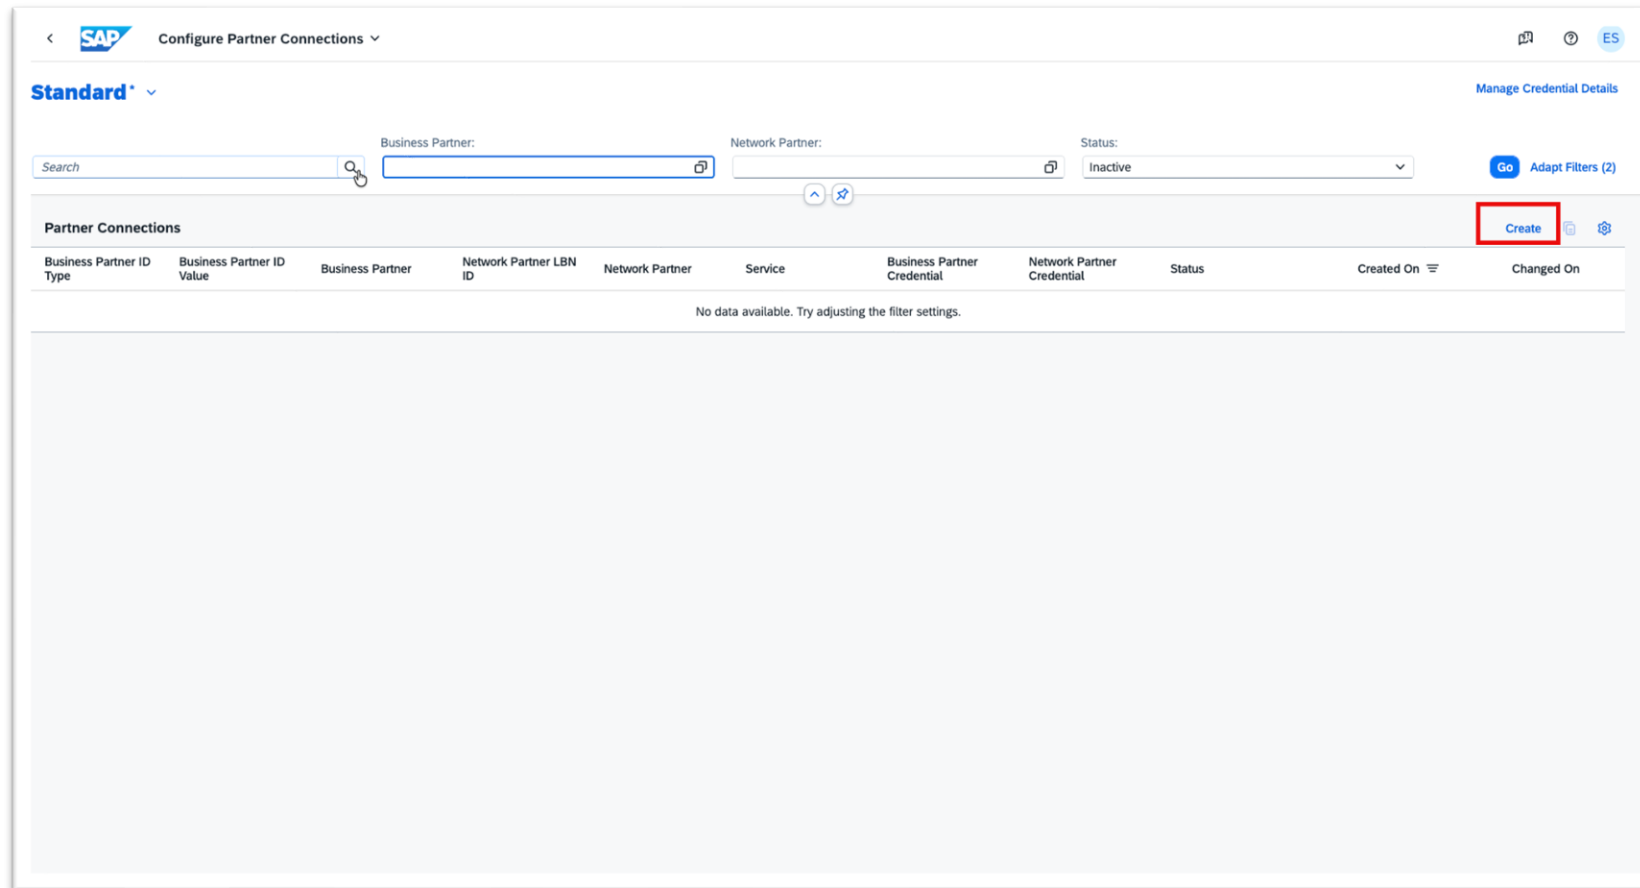 SAP Configure Partner Connections ES
Standard* Manage Credential Details
Business Partner: Network Partner: Status:
Search Inactive Go Adapt Filters (2)
Partner Connections Create
Business Partner ID Business Partner ID Network Partner LBN Business Partner Network Partner
Type Value Business Partner ID Network Partner Service Credential Credential Status Created On Changed On
No data available. Try adjusting the filter settings.